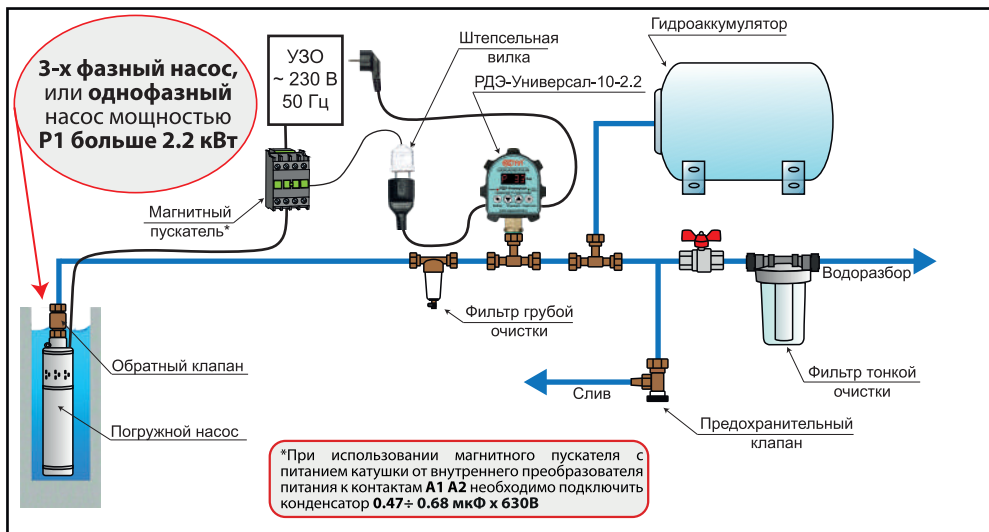 3-х фазный насос,
или однофазный
насос мощностью
Р1 больше 2.2 кВт
УЗО
~ 230 В
50 Гц
Штепсельная
вилка
РДЭ-Универсал-10-2.2
Гидроаккумулятор
Магнитный
пускатель*
Водоразбор
Фильтр грубой
очистки
Обратный клапан
Фильтр тонкой
очистки
Слив
Предохранительный
клапан
Погружной насос
*При использовании магнитного пускателя с
питанием катушки от внутреннего преобразователя
питания к контактам А1 А2 необходимо подключить
конденсатор 0.47÷ 0.68 мкФ х 630В